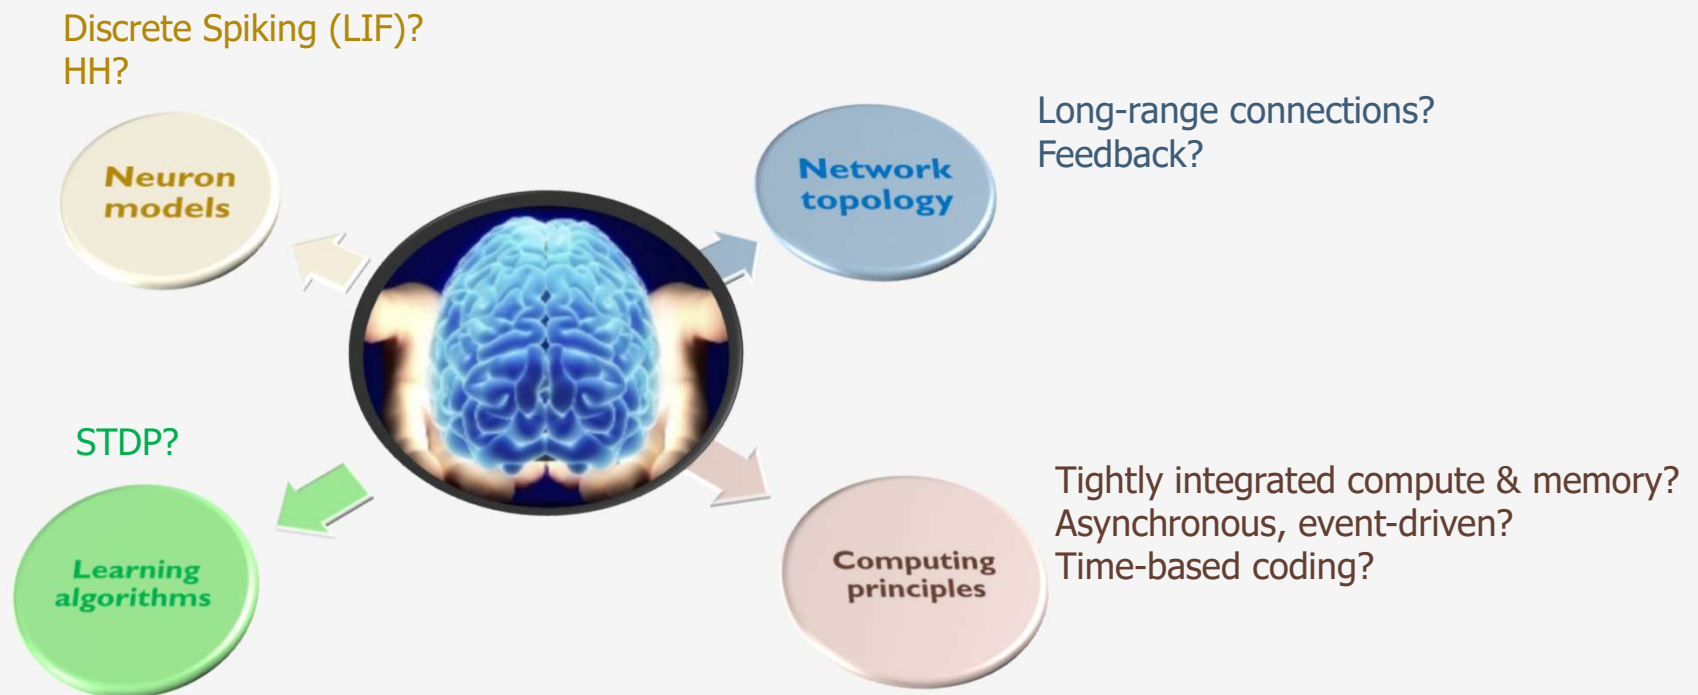 Discrete Spiking (LIF)?
HH?
Neuron
models
Network
topology
Long-range connections?
Feedback?
STDP?
Learning
algorithms
Computing
principles
Tightly integrated compute & memory?
Asynchronous, event-driven?
Time-based coding?